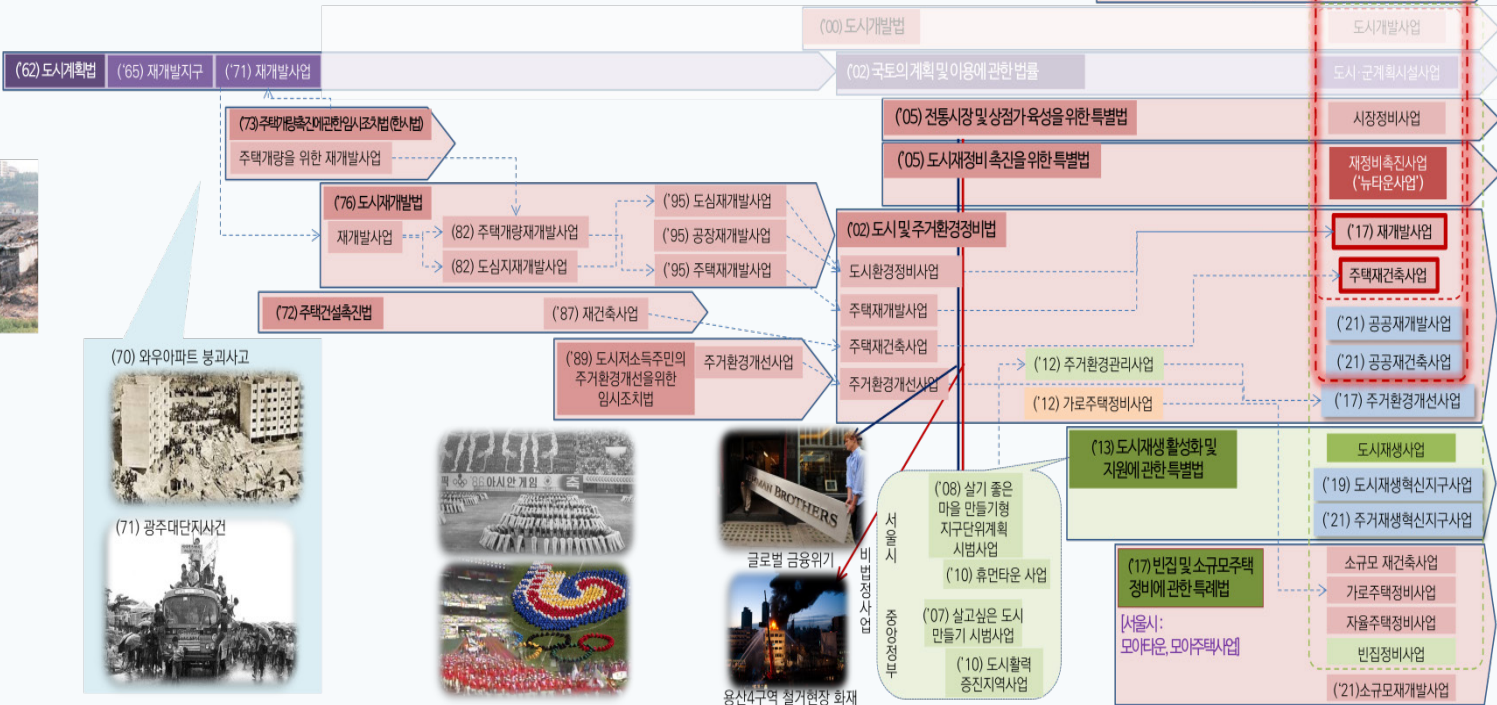 ('00) 도시개발법
도시개발사업
('62) 도시계획법
('65) 재개발지구
('71) 재개발사업
('02) 국토의 계획 및 이용에 관한 법률
도시·군계획시설사업
('73)주택개량촉진에관한임시조치법(한시법)
주택개량을 위한 재개발사업
('05) 전통시장 및 상점가 육성을 위한 특별법
시장정비사업
('05) 도시재정비 촉진을 위한 특별법
재정비촉진사업
('뉴타운사업')
('76) 도시재개발법
재개발사업
(82) 주택개량재개발사업
(82) 도심지재개발사업
('95) 도심재개발사업
('95) 공장재개발사업
('95) 주택재개발사업
('02) 도시 및 주거환경정비법
도시환경정비사업
주택재개발사업
주택재건축사업
주거환경개선사업
('17) 재개발사업
주택재건축사업
('21) 공공재개발사업
('21) 공공재건축사업
('17) 주거환경개선사업
('12) 주거환경관리사업
('12) 가로주택정비사업
('72) 주택건설촉진법
('87) 재건축사업
('89) 도시저소득주민의
주거환경개선을위한
임시조치법
주거환경개선사업
(70) 와우아파트 붕괴사고
(71) 광주대단지사건
'86 아시안게임
축
MAN BROTHERS
글로벌 금융위기
용산4구역 철거현장 화재
비법정사업
서울시
('08) 살기 좋은
마을 만들기형
지구단위계획
시범사업
('10) 휴먼타운 사업
중앙정부
('07) 살고싶은 도시
만들기 시범사업
('10) 도시활력
증진지역사업
('13) 도시재생 활성화 및
지원에 관한 특별법
도시재생사업
('19) 도시재생혁신지구사업
('21) 주거재생혁신지구사업
('17) 빈집 및 소규모주택
정비에 관한 특례법
[서울시 :
모아타운, 모아주택사업]
소규모 재건축사업
가로주택정비사업
자율주택정비사업
빈집정비사업
('21)소규모재개발사업